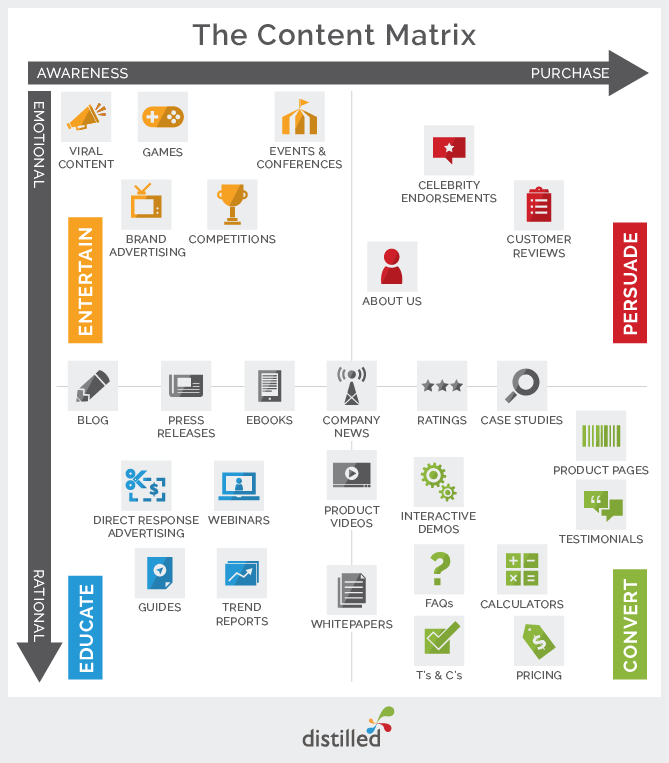 The Content Matrix
AWARENESS
PURCHASE
EMOTIONAL
VIRAL
CONTENT
GAMES
EVENTS &
CONFERENCES
CELEBRITY
ENDORSEMENTS
BRAND
ADVERTISING
COMPETITIONS
CUSTOMER
REVIEWS
ENTERTAIN
ABOUT US
PERSUADE
BLOG
PRESS
RELEASES
EBOOKS
COMPANY
NEWS
RATINGS
CASE STUDIES
PRODUCT PAGES
DIRECT RESPONSE
ADVERTISING
$
WEBINARS
PRODUCT
VIDEOS
INTERACTIVE
DEMOS
TESTIMONIALS
RATIONAL
EDUCATE
GUIDES
TREND
REPORTS
WHITEPAPERS
?
FAQs
CALCULATORS
T's & C's
$
PRICING
CONVERT
distilled